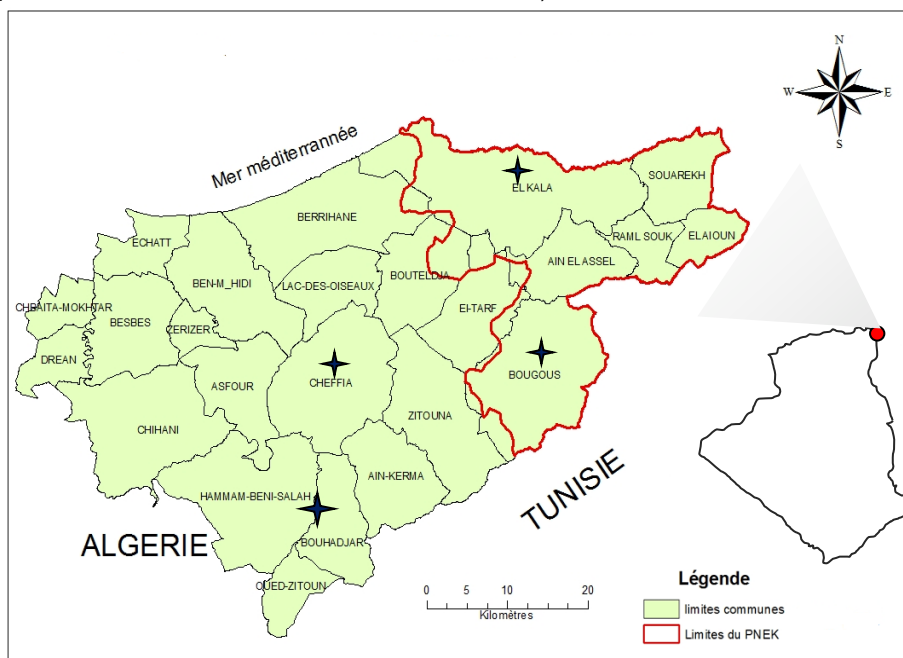 N
W
E
S
Mer méditerrannée
EL KALA
SOUAREKH
BERRIHANE
RAML SOUK
ELAIOUN
ECHATT
AIN EL ASSEL
BEN-M_HIDI
BOUTELDJA
LAC-DES-OISEAUX
CHBAITA-MOKHTAR
EI-TARF
BESBES
ZERIZER
DREAN
BOUGOUS
ASFOUR
CHEFFIA
ZITOUNA
CHIHANI
AIN-KERMA
HAMMAM-BENI-SALAH
TUNISIE
ALGERIE
BOUHADJAR
OUED-ZITOUN
0 5 10 20
Kilomètres
Légende
limites communes
Limites du PNEK